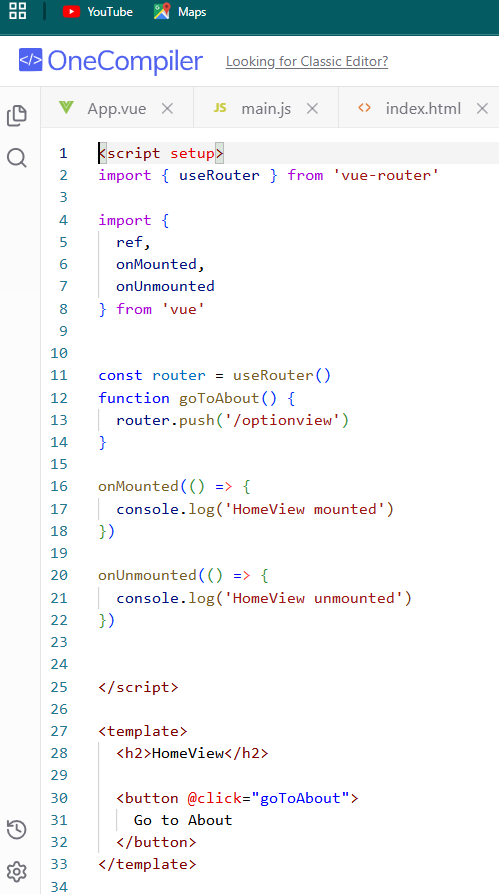 YouTube Maps
</> OneCompiler Looking for Classic Editor?
App.vue × JS main.js × <> index.html ×
1 <script setup>
2 import { useRouter } from 'vue-router'
3
4 import {
5   ref,
6   onMounted,
7   onUnmounted
8 } from 'vue'
9
10
11 const router = useRouter()
12 function goToAbout() {
13   router.push('/optionview')
14 }
15
16 onMounted(() => {
17   console.log('HomeView mounted')
18 })
19
20 onUnmounted(() => {
21   console.log('HomeView unmounted')
22 })
23
24
25 </script>
26
27 <template>
28   <h2>HomeView</h2>
29
30   <button @click="goToAbout">
31     Go to About
32   </button>
33 </template>
34